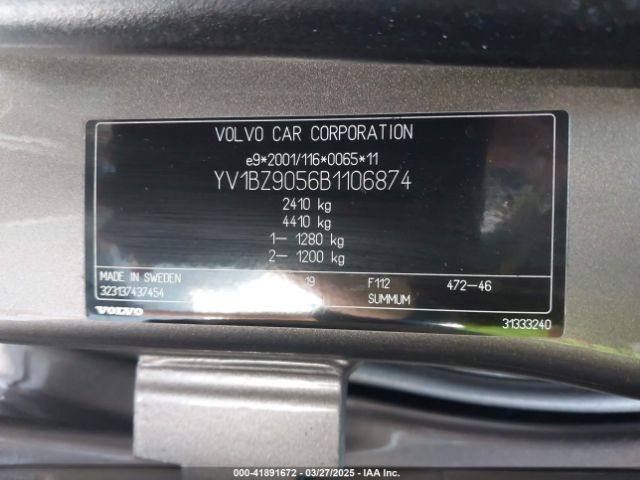 VOLVO CAR CORPORATION
e9*2001/116*0065*11
YV1BZ9056B1106874
2410 kg
4410 kg
1– 1280 kg
2– 1200 kg
MADE IN SWEDEN 19 F112 472–46
323137437454 SUMMUM
VOLVO 31333240
000-41891672 - 03/27/2025 - IAA Inc.